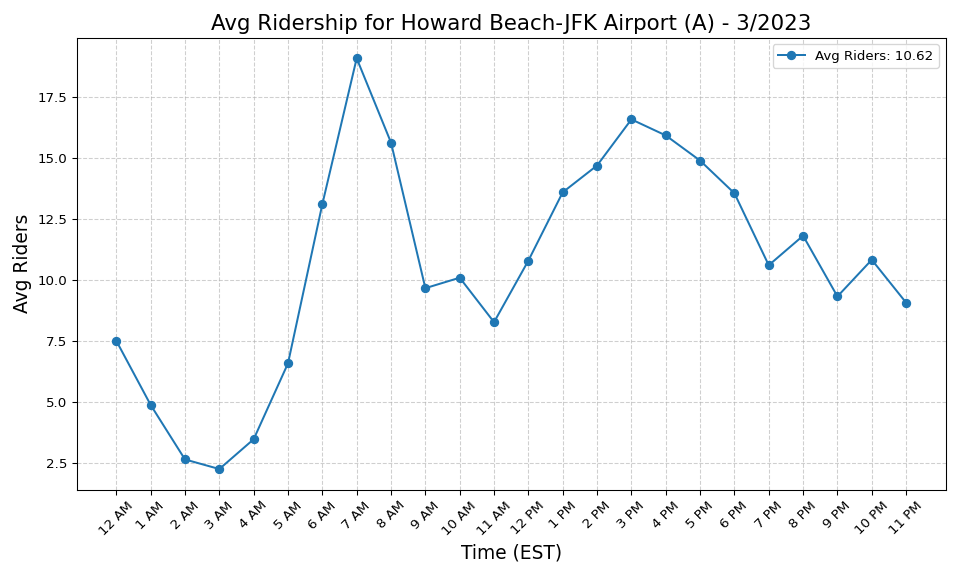 Avg Ridership for Howard Beach-JFK Airport (A) - 3/2023
Avg Riders: 10.62
Avg Riders
17.5
15.0
12.5
10.0
7.5
5.0
2.5
12 AM
1 AM
2 AM
3 AM
4 AM
5 AM
6 AM
7 AM
8 AM
9 AM
10 AM
11 AM
12 PM
1 PM
2 PM
3 PM
4 PM
5 PM
6 PM
7 PM
8 PM
9 PM
10 PM
11 PM
Time (EST)